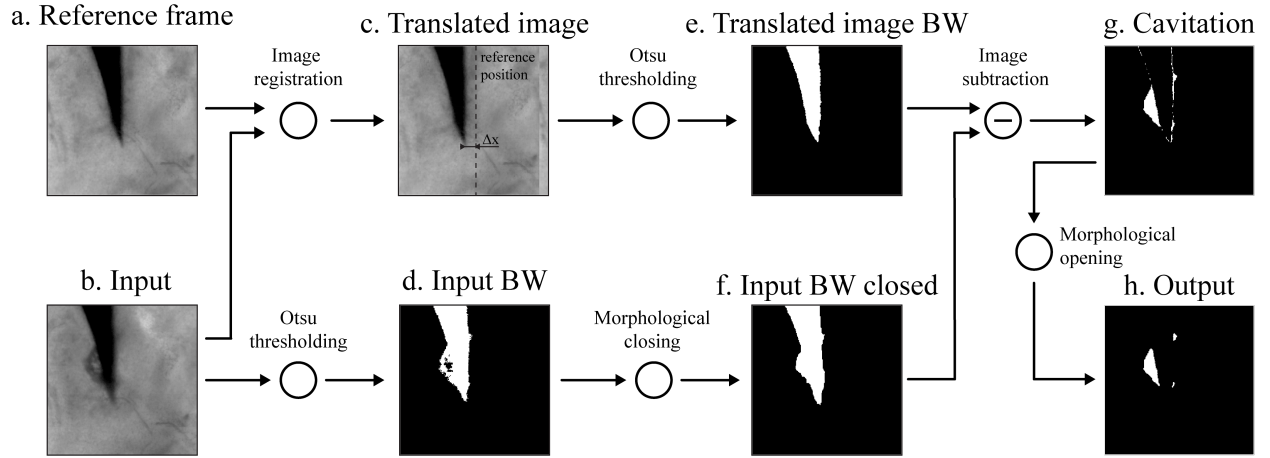 a. Reference frame
Image
registration
c. Translated image
reference
position
Δx
Otsu
thresholding
e. Translated image BW
Image
subtraction
g. Cavitation
b. Input
Otsu
thresholding
d. Input BW
Morphological
closing
f. Input BW closed
Morphological
opening
h. Output